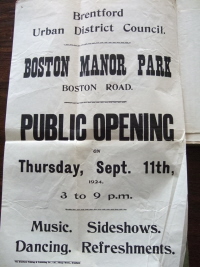 Brentford
Urban District Council.
BOSTON MANOR PARK
BOSTON ROAD.
PUBLIC OPENING
ON
Thursday, Sept. 11th,
1924,
3 to 9 p.m.
Music. Sideshows.
Dancing. Refreshments.